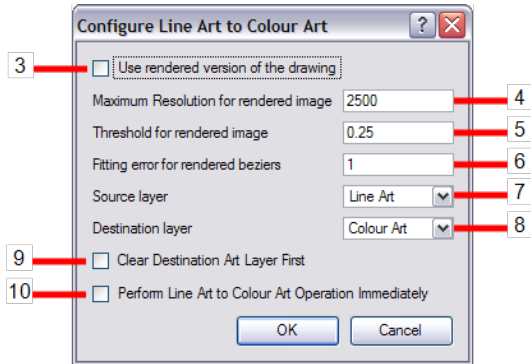 Configure Line Art to Colour Art ?
3 Use rendered version of the drawing
Maximum Resolution for rendered image 2500 4
Threshold for rendered image 0.25 5
Fitting error for rendered beziers 1 6
Source layer Line Art 7
Destination layer Colour Art 8
9 Clear Destination Art Layer First
10 Perform Line Art to Colour Art Operation Immediately
OK Cancel